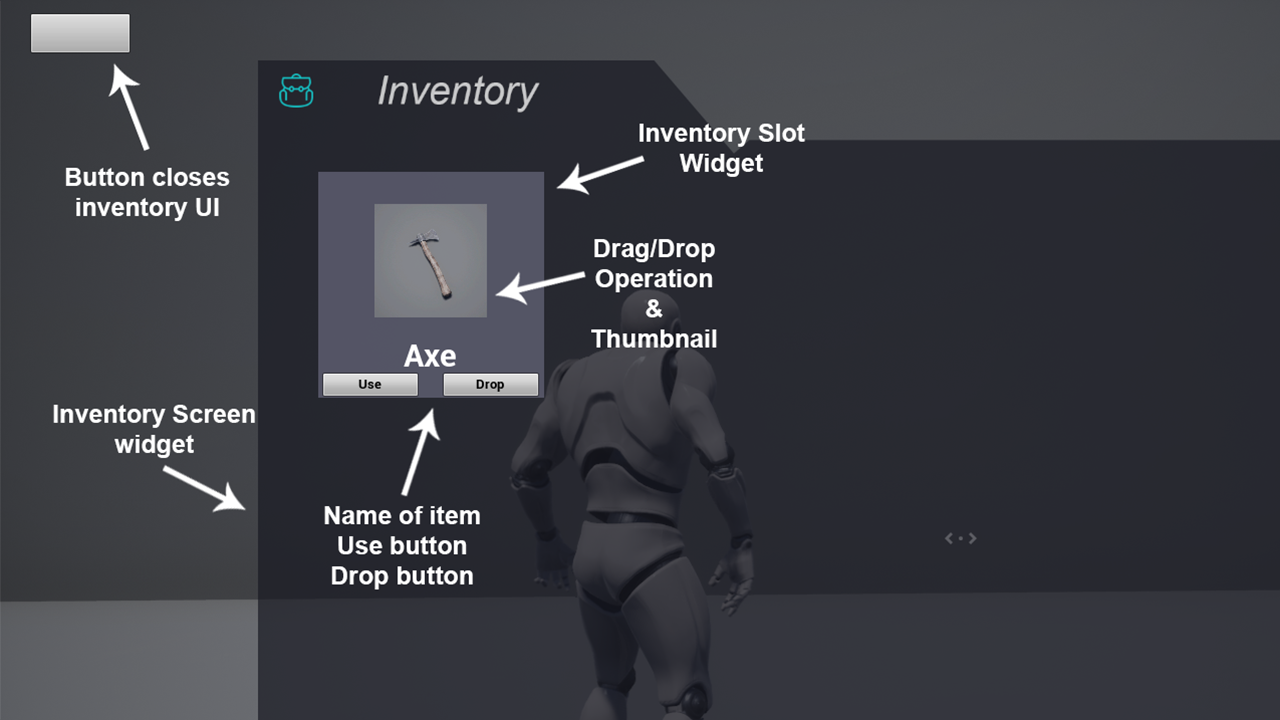 Inventory
Inventory Slot
Widget
Button closes
inventory UI
Drag/Drop
Operation
&
Thumbnail
Axe
Use
Drop
Inventory Screen
widget
Name of item
Use button
Drop button